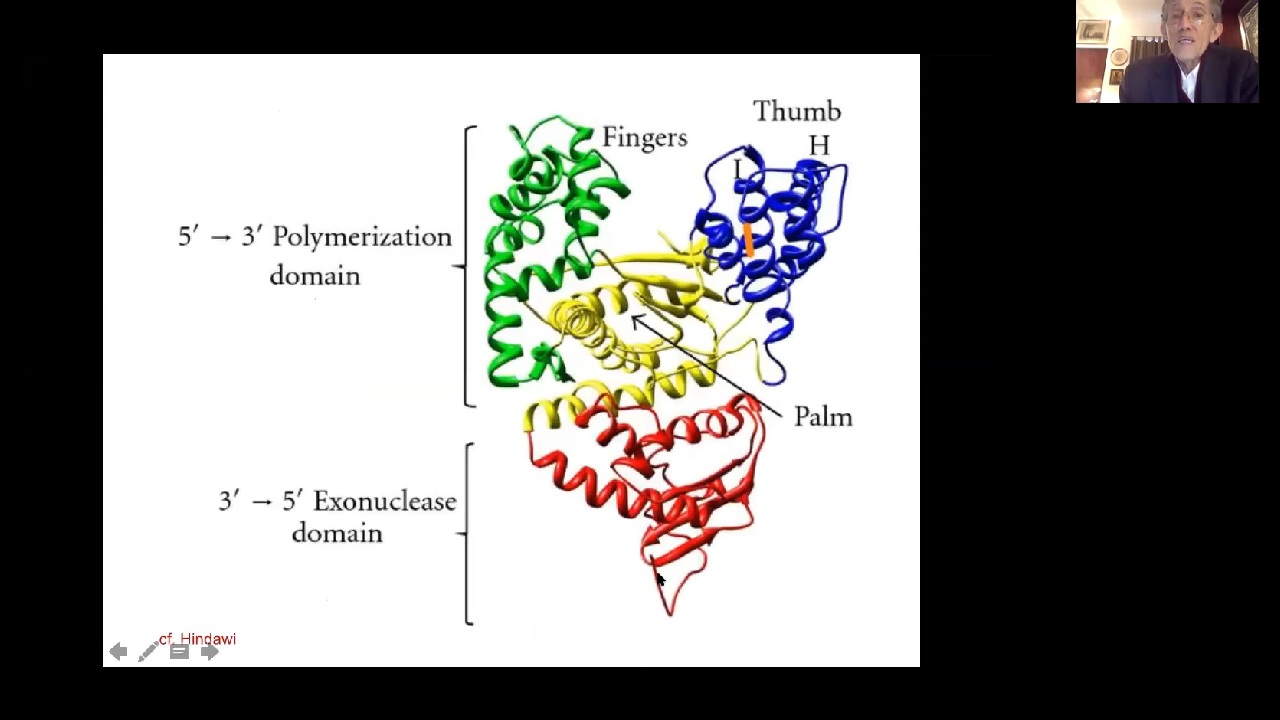 Thumb
Fingers
H
I
5′ → 3′ Polymerization
domain
Palm
3′ → 5′ Exonuclease
domain
cf. Hindawi